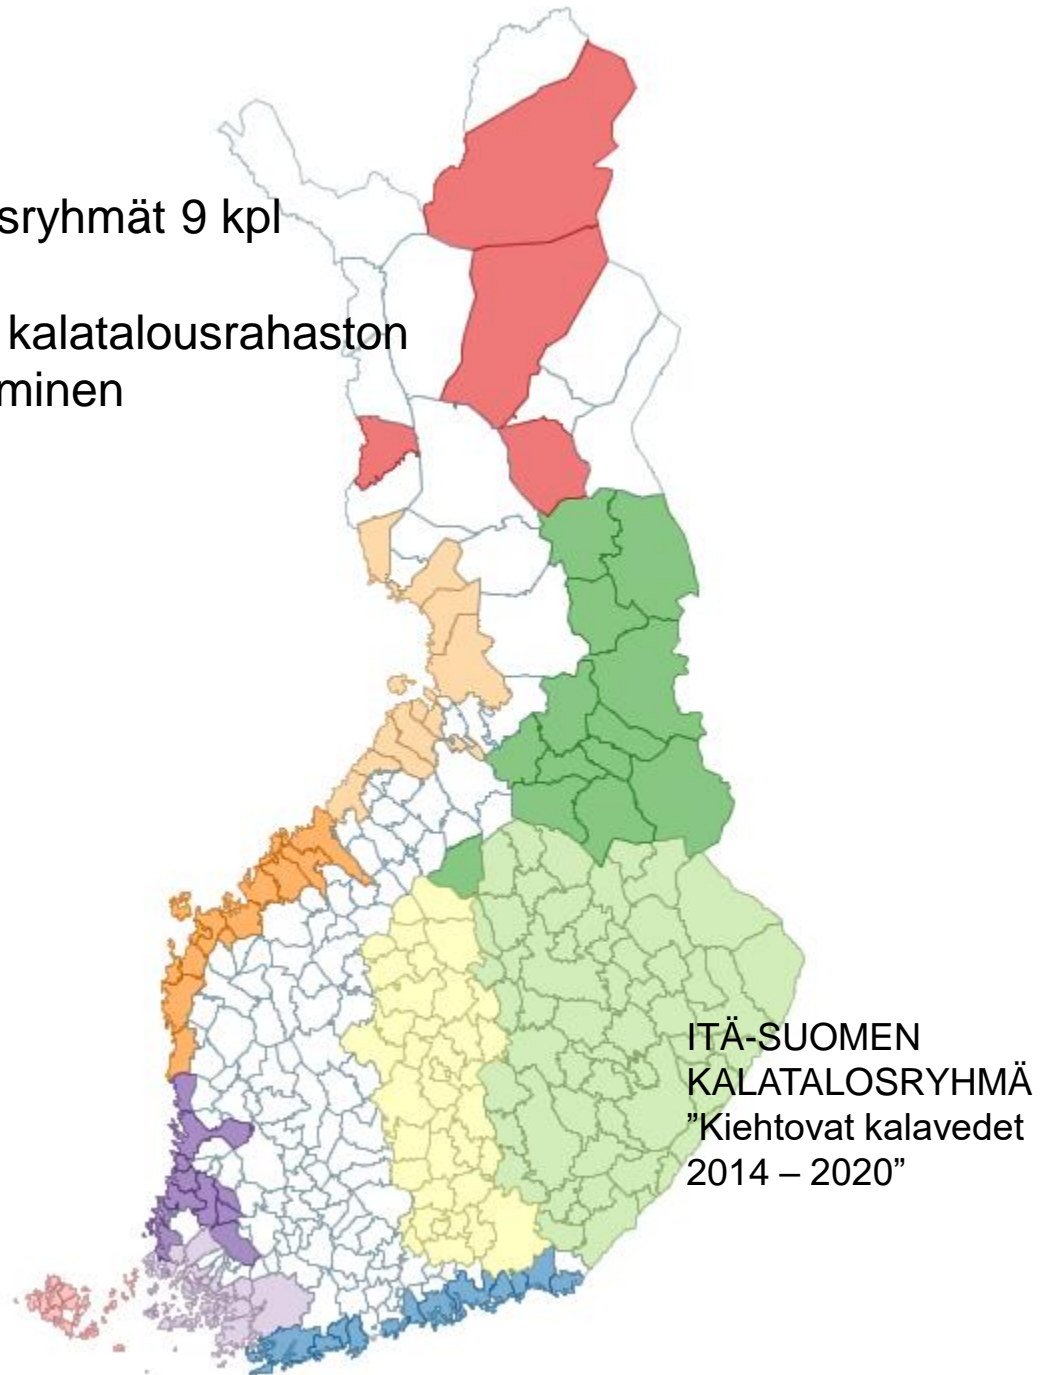 sryhmät 9 kpl
kalatalousrahaston
minen
ITÄ-SUOMEN
KALATALOSRYHMÄ
”Kiehtovat kalavedet
2014 – 2020”